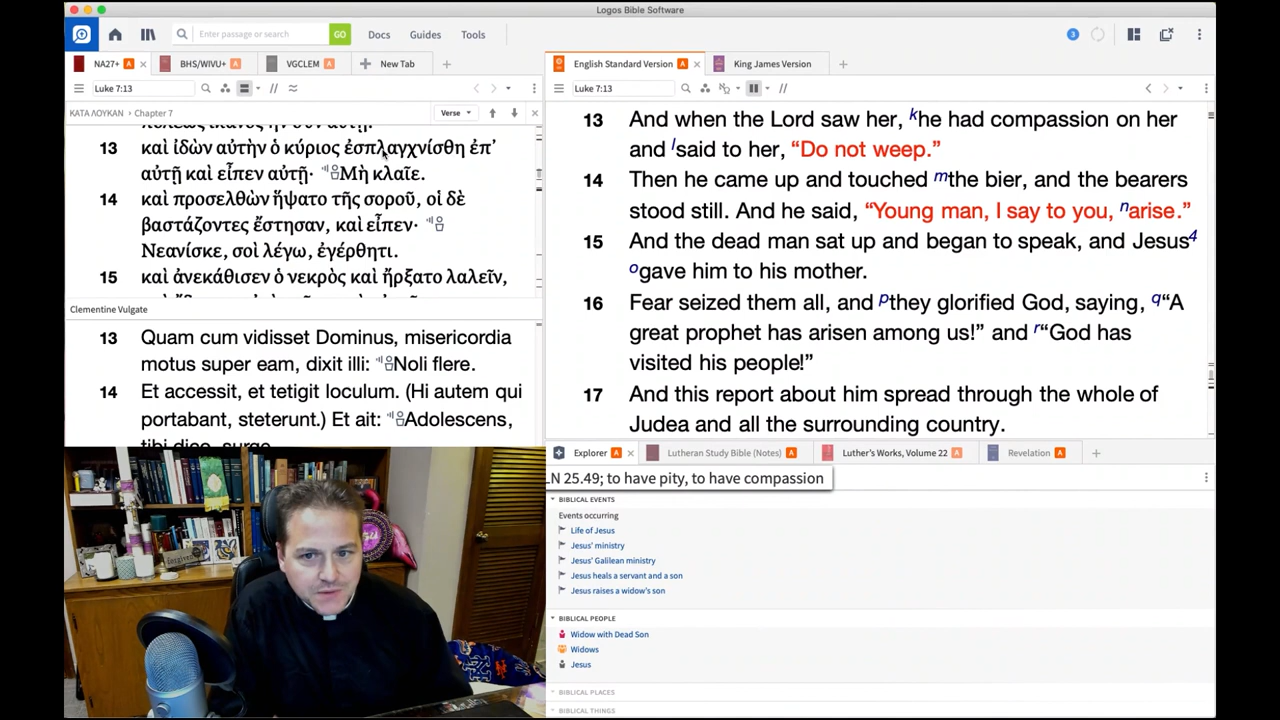 Logos Bible Software
Enter passage or search
GO
Docs
Guides
Tools
3
NA27+ A
BHS/WIVU+ A
VGCLEM A
New Tab
Luke 7:13
ΚΑΤΑ ΛΟΥΚΑΝ › Chapter 7
Verse
13 καὶ ἰδὼν αὐτὴν ὁ κύριος ἐσπλαγχνίσθη ἐπ’
αὐτῇ καὶ εἶπεν αὐτῇ· Μὴ κλαῖε.
14 καὶ προσελθὼν ἥψατο τῆς σοροῦ, οἱ δὲ
βαστάζοντες ἔστησαν, καὶ εἶπεν·
Νεανίσκε, σοὶ λέγω, ἐγέρθητι.
15 καὶ ἀνεκάθισεν ὁ νεκρὸς καὶ ἤρξατο λαλεῖν,
Clementine Vulgate
13 Quam cum vidisset Dominus, misericordia
motus super eam, dixit illi: Noli flere.
14 Et accessit, et tetigit loculum. (Hi autem qui
portabant, steterunt.) Et ait: Adolescens,
tibi dico, surge.
English Standard Version A
King James Version
Luke 7:13
13 And when the Lord saw her, k he had compassion on her
and l said to her, “Do not weep.”
14 Then he came up and touched m the bier, and the bearers
stood still. And he said, “Young man, I say to you, n arise.”
15 And the dead man sat up and began to speak, and Jesus4
o gave him to his mother.
16 Fear seized them all, and p they glorified God, saying, q “A
great prophet has arisen among us!” and r “God has
visited his people!”
17 And this report about him spread through the whole of
Judea and all the surrounding country.
Explorer A
Lutheran Study Bible (Notes) A
Luther's Works, Volume 22 A
Revelation A
LN 25.49; to have pity, to have compassion
BIBLICAL EVENTS
Events occurring
Life of Jesus
Jesus' ministry
Jesus' Galilean ministry
Jesus heals a servant and a son
Jesus raises a widow's son
BIBLICAL PEOPLE
Widow with Dead Son
Widows
Jesus
BIBLICAL PLACES
BIBLICAL THINGS